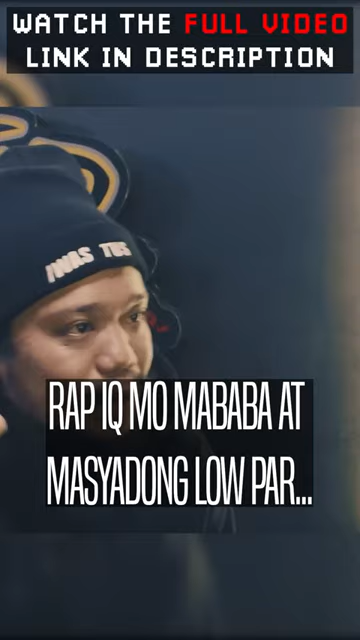 WATCH THE FULL VIDEO
LINK IN DESCRIPTION
RAP IQ MO MABABA AT
MASYADONG LOW PAR...